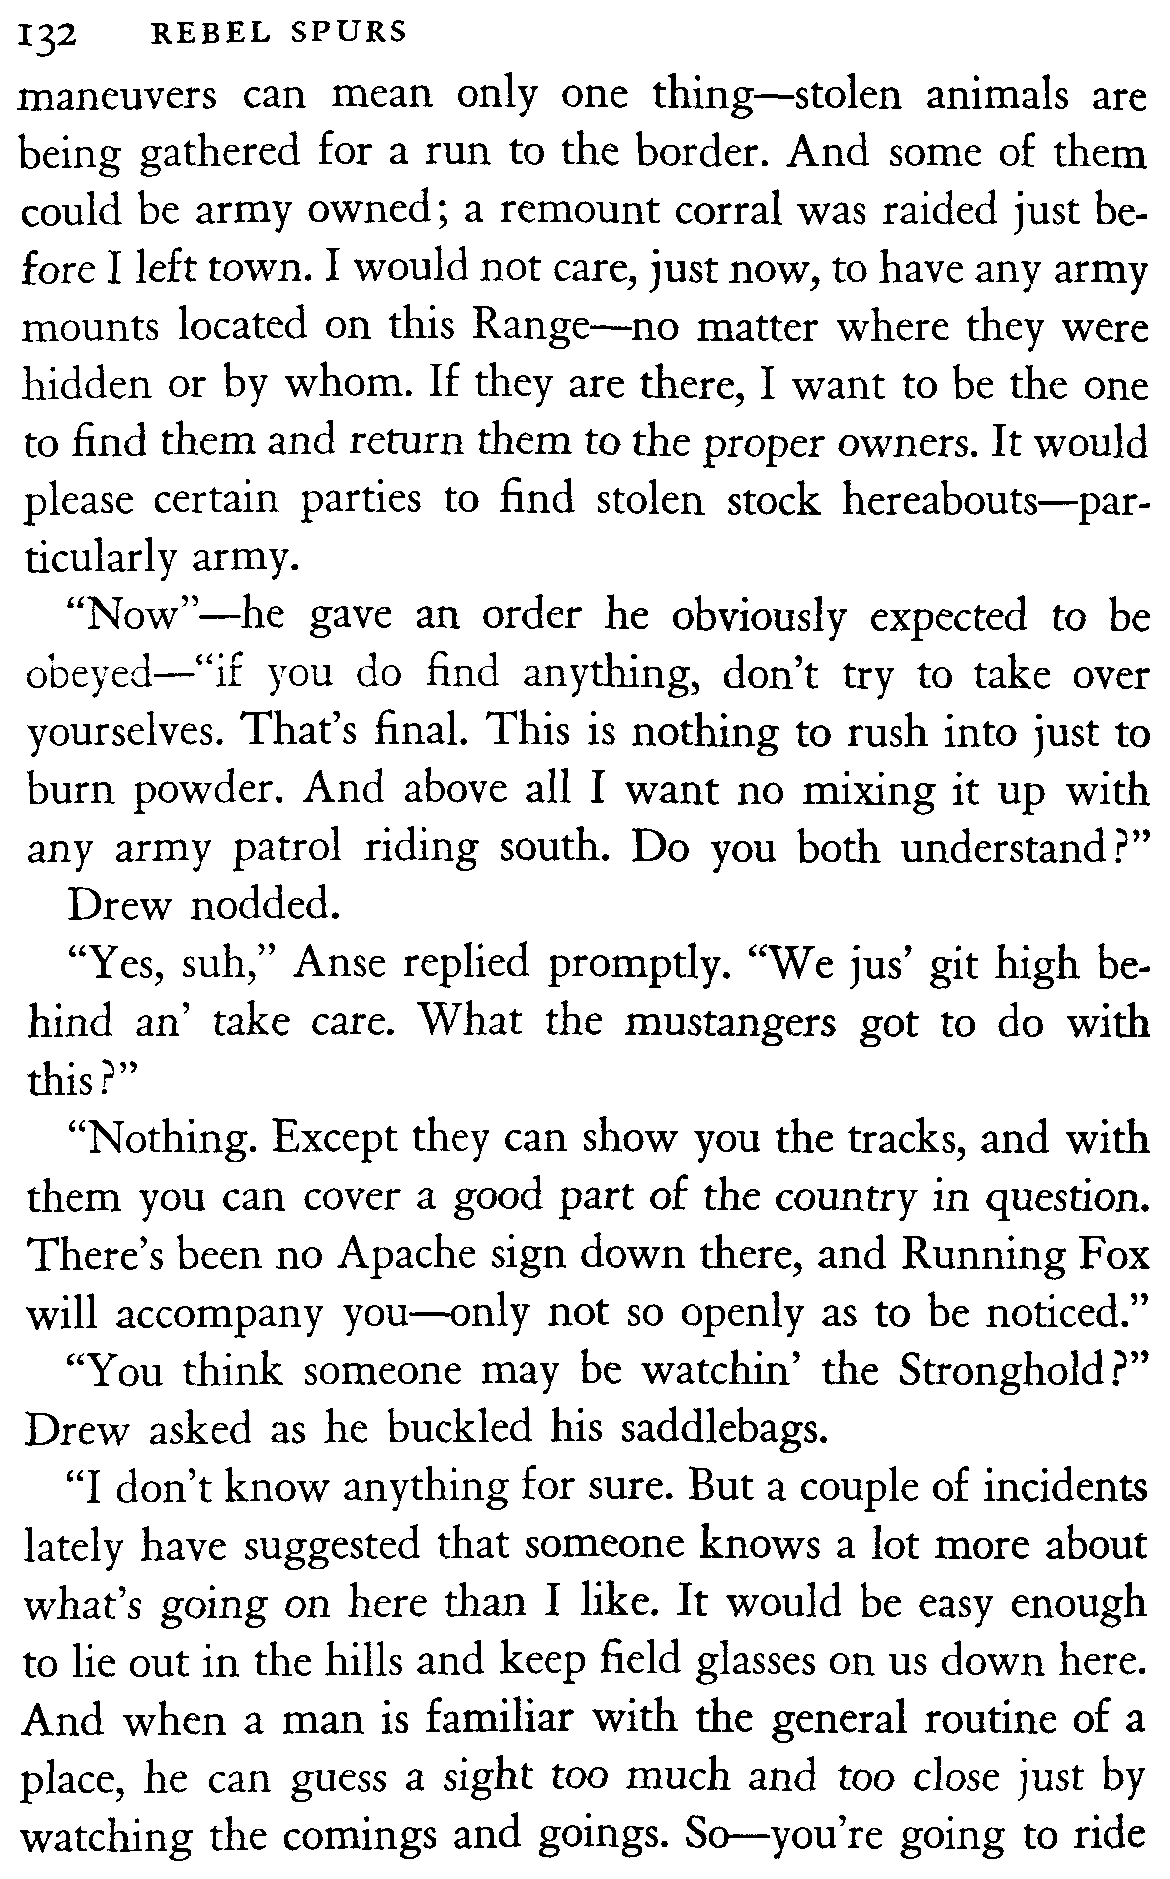 132 REBEL SPURS
maneuvers can mean only one thing—stolen animals are
being gathered for a run to the border. And some of them
could be army owned; a remount corral was raided just be-
fore I left town. I would not care, just now, to have any army
mounts located on this Range—no matter where they were
hidden or by whom. If they are there, I want to be the one
to find them and return them to the proper owners. It would
please certain parties to find stolen stock hereabouts—par-
ticularly army.
“Now”—he gave an order he obviously expected to be
obeyed—“if you do find anything, don’t try to take over
yourselves. That’s final. This is nothing to rush into just to
burn powder. And above all I want no mixing it up with
any army patrol riding south. Do you both understand?”
Drew nodded.
“Yes, suh,” Anse replied promptly. “We jus’ git high be-
hind an’ take care. What the mustangers got to do with
this?”
“Nothing. Except they can show you the tracks, and with
them you can cover a good part of the country in question.
There’s been no Apache sign down there, and Running Fox
will accompany you—only not so openly as to be noticed.”
“You think someone may be watchin’ the Stronghold?”
Drew asked as he buckled his saddlebags.
“I don’t know anything for sure. But a couple of incidents
lately have suggested that someone knows a lot more about
what’s going on here than I like. It would be easy enough
to lie out in the hills and keep field glasses on us down here.
And when a man is familiar with the general routine of a
place, he can guess a sight too much and too close just by
watching the comings and goings. So—you’re going to ride